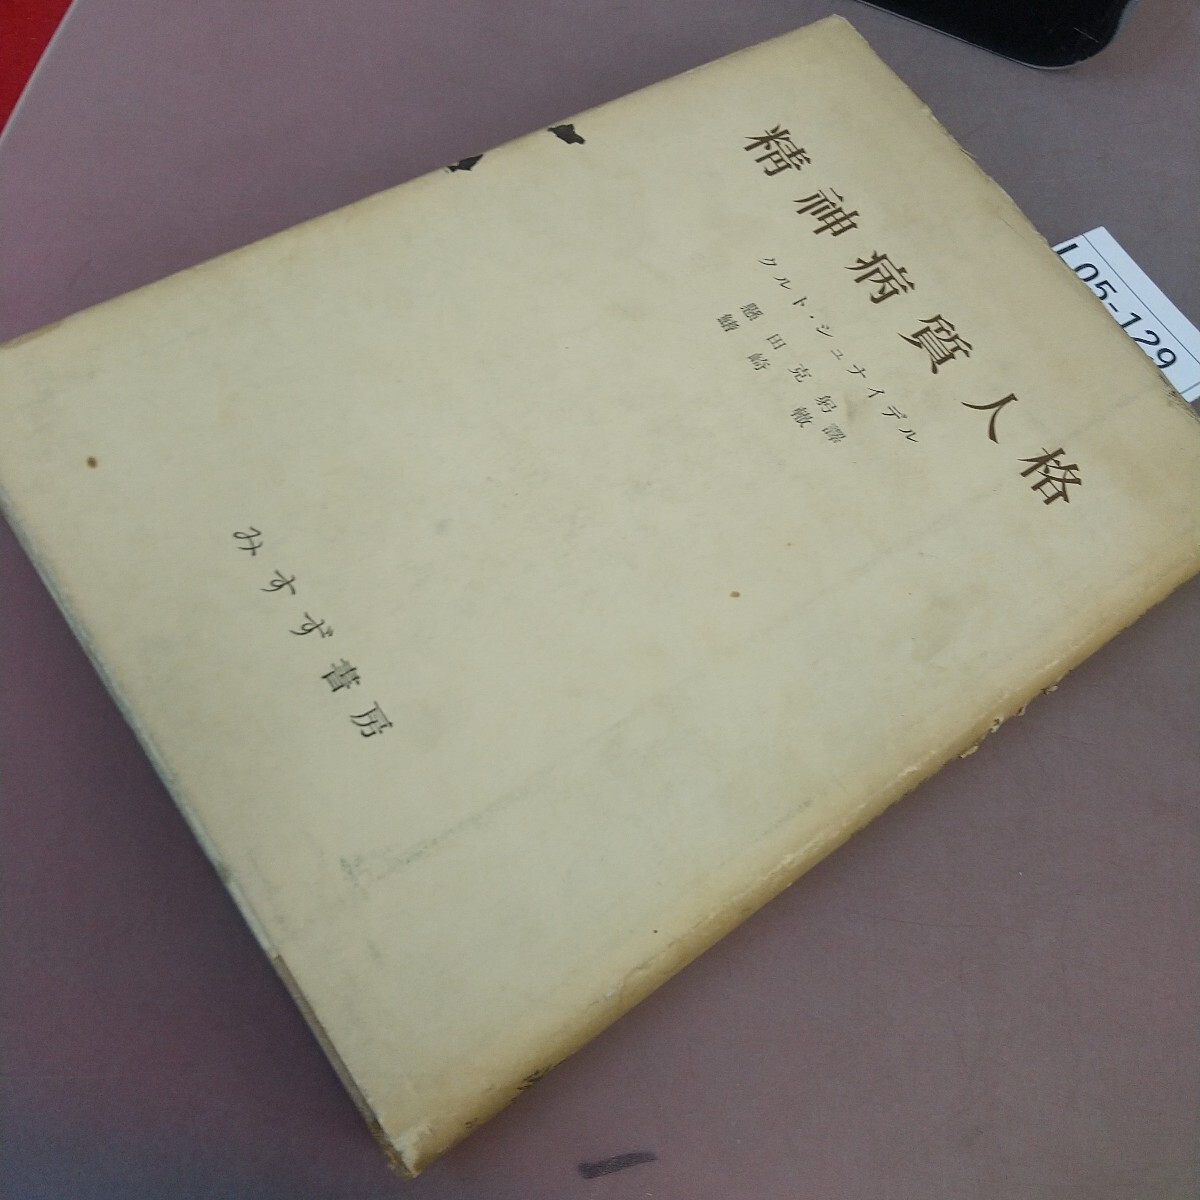 精神病質人格
クルト・シュナイデル
懸田克躬譯
鰭崎轍
みすず書房
L05-129